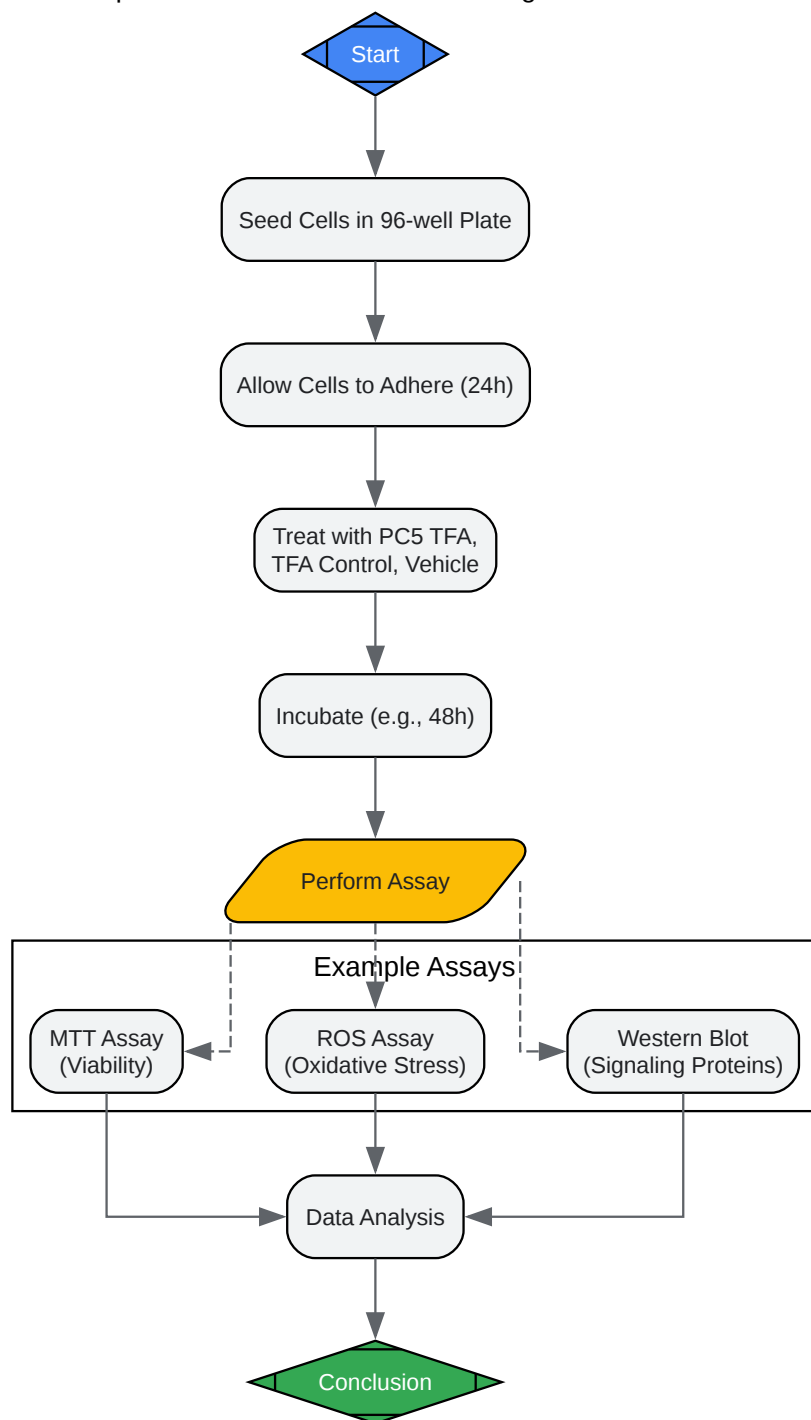 Start
Seed Cells in 96-well Plate
Allow Cells to Adhere (24h)
Treat with PC5 TFA,
TFA Control, Vehicle
Incubate (e.g., 48h)
Perform Assay
Example Assays
MTT Assay
(Viability)
ROS Assay
(Oxidative Stress)
Western Blot
(Signaling Proteins)
Data Analysis
Conclusion